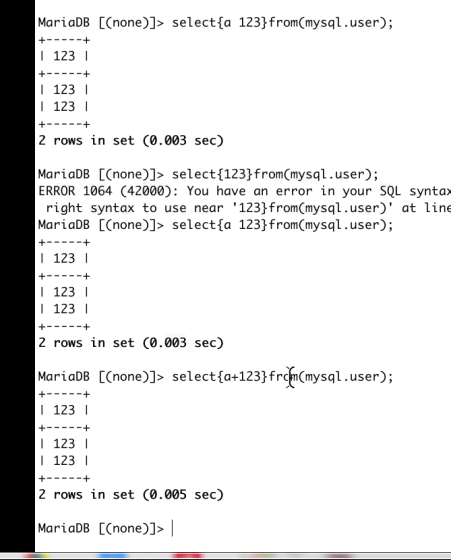 MariaDB [(none)]> select{a 123}from(mysql.user);
+-----+
| 123 |
+-----+
| 123 |
| 123 |
+-----+
2 rows in set (0.003 sec)
MariaDB [(none)]> select{123}from(mysql.user);
ERROR 1064 (42000): You have an error in your SQL syntax
right syntax to use near '123}from(mysql.user)' at line
MariaDB [(none)]> select{a 123}from(mysql.user);
+-----+
| 123 |
+-----+
| 123 |
| 123 |
+-----+
2 rows in set (0.003 sec)
MariaDB [(none)]> select{a+123}from(mysql.user);
+-----+
| 123 |
+-----+
| 123 |
| 123 |
+-----+
2 rows in set (0.005 sec)
MariaDB [(none)]>